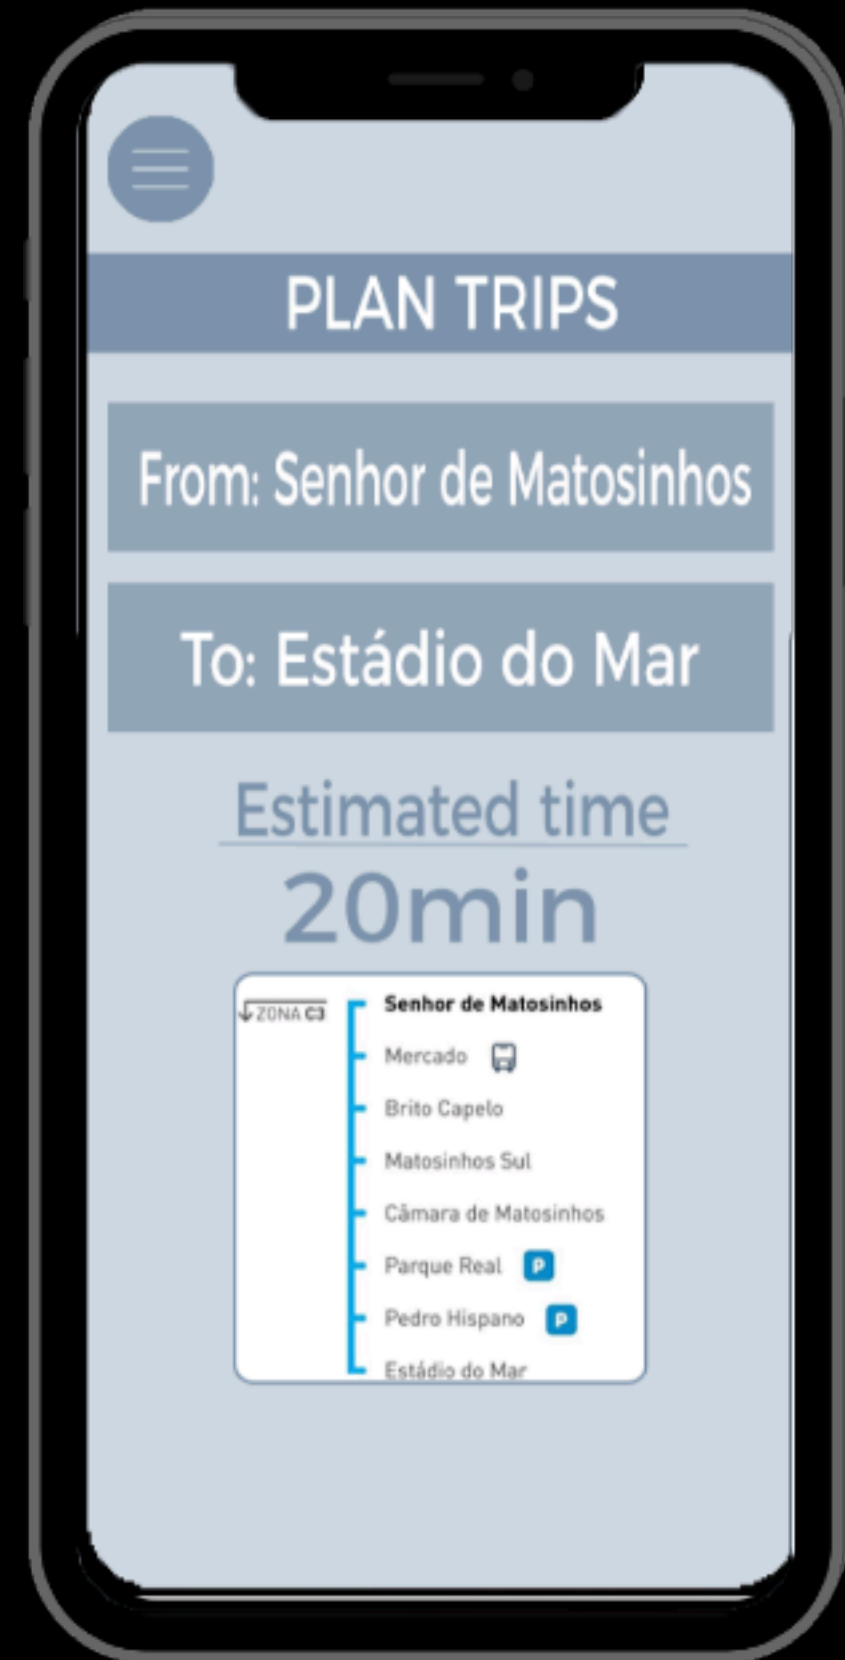 PLAN TRIPS
From: Senhor de Matosinhos
To: Estádio do Mar
Estimated time
20min
ZONA C3
Senhor de Matosinhos
Mercado
Brito Capelo
Matosinhos Sul
Câmara de Matosinhos
Parque Real P
Pedro Hispano P
Estádio do Mar